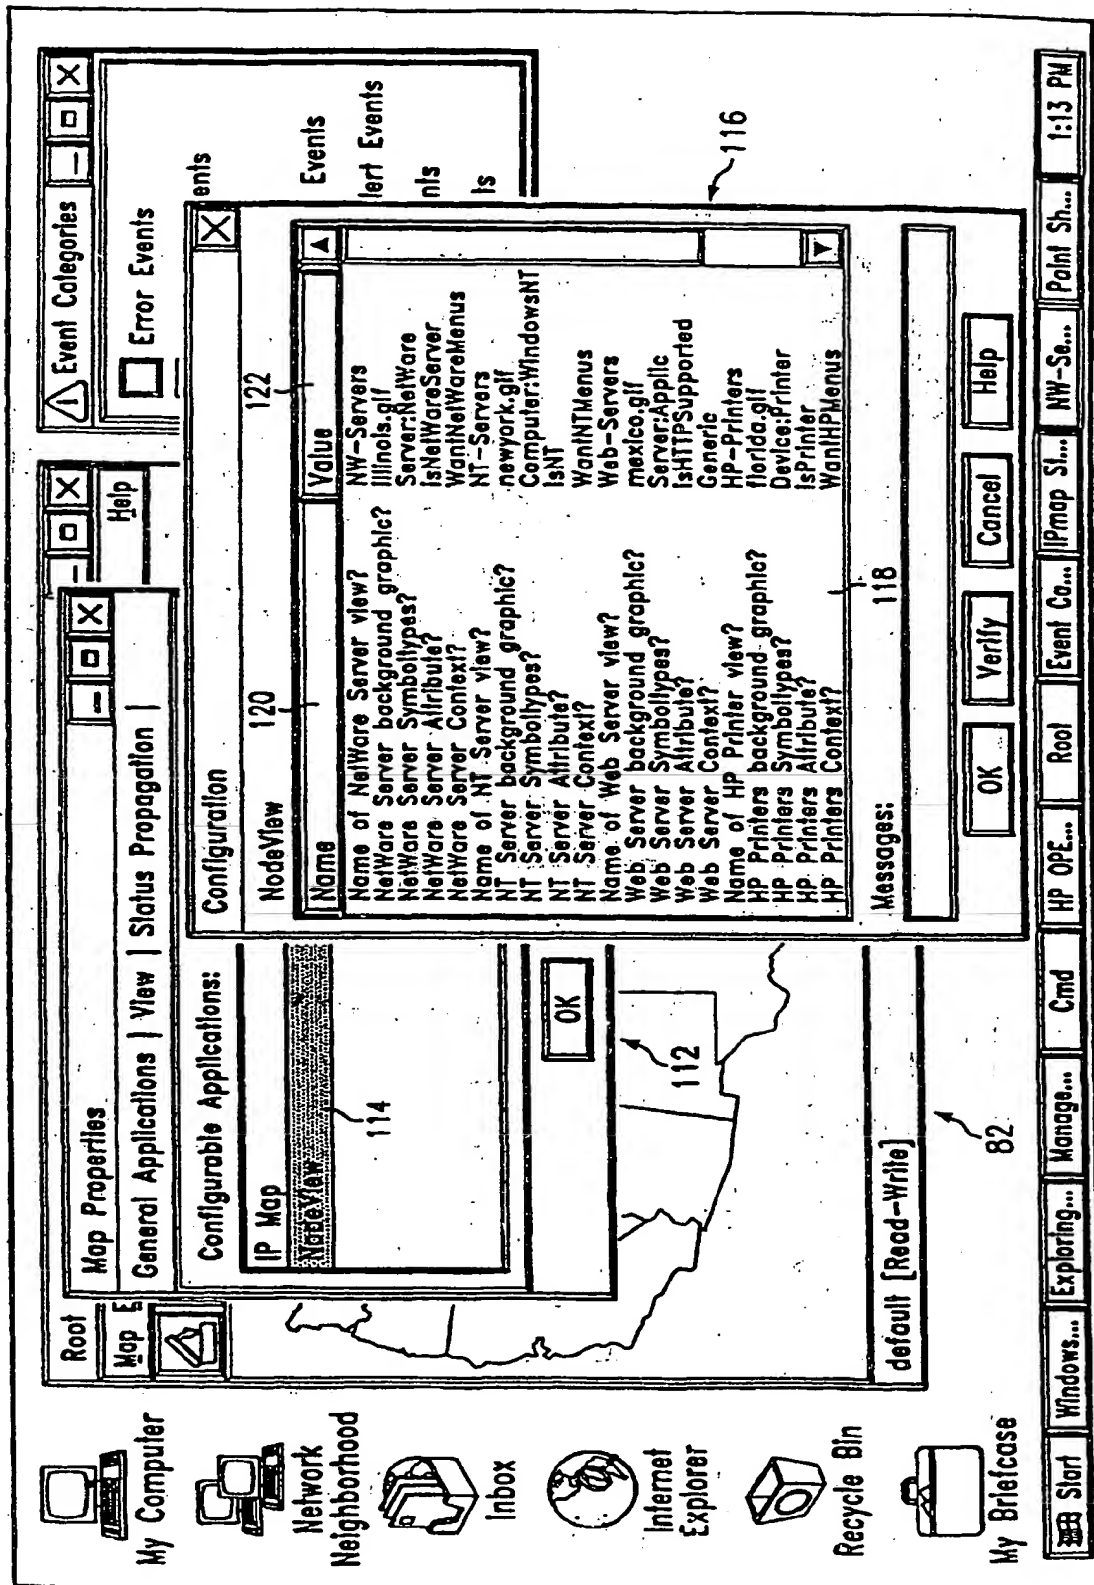 My Computer
Network
Neighborhood
Inbox
Internet
Explorer
Recycle Bin
My Briefcase
Root
Map E
Help
Map Properties
General Applications | View | Status Propagation |
Configurable Applications:
IP Map
NodeView
114
OK
112
default [Read-Write]
82
Event Categories
Error Events
ents
Events
lert Events
nts
ts
Configuration
NodeView
120
122
Name Value
Name of NetWare Server view? NW-Servers
NetWare Server background graphic? Illinois.gif
NetWare Server Symboltypes? Server:NetWare
NetWare Server Attribute? isNetWareServer
NetWare Server Context? WantNetWareMenus
Name of NT Server view? NT-Servers
NT Server background graphic? newyork.gif
NT Server Symboltypes? Computer:WindowsNT
NT Server Attribute? isNT
NT Server Context? WantNTMenus
Name of Web Server view? Web-Servers
Web Server background graphic? mexico.gif
Web Server Symboltypes? Server:Applic
Web Server Attribute? isHTTPSupported
Web Server Context? Generic
Name of HP Printer view? HP-Printers
HP Printers background graphic? florida.gif
HP Printers Symboltypes? Device:Printer
HP Printers Attribute? isPrinter
HP Printers Context? WantHPMenus
118
116
Messages:
OK Verify Cancel Help
Start Windows... Exploring... Manage... Cmd HP OPE... Root Event Ca... IPmap SI... NW-Se... Paint Sh... 1:13 PM